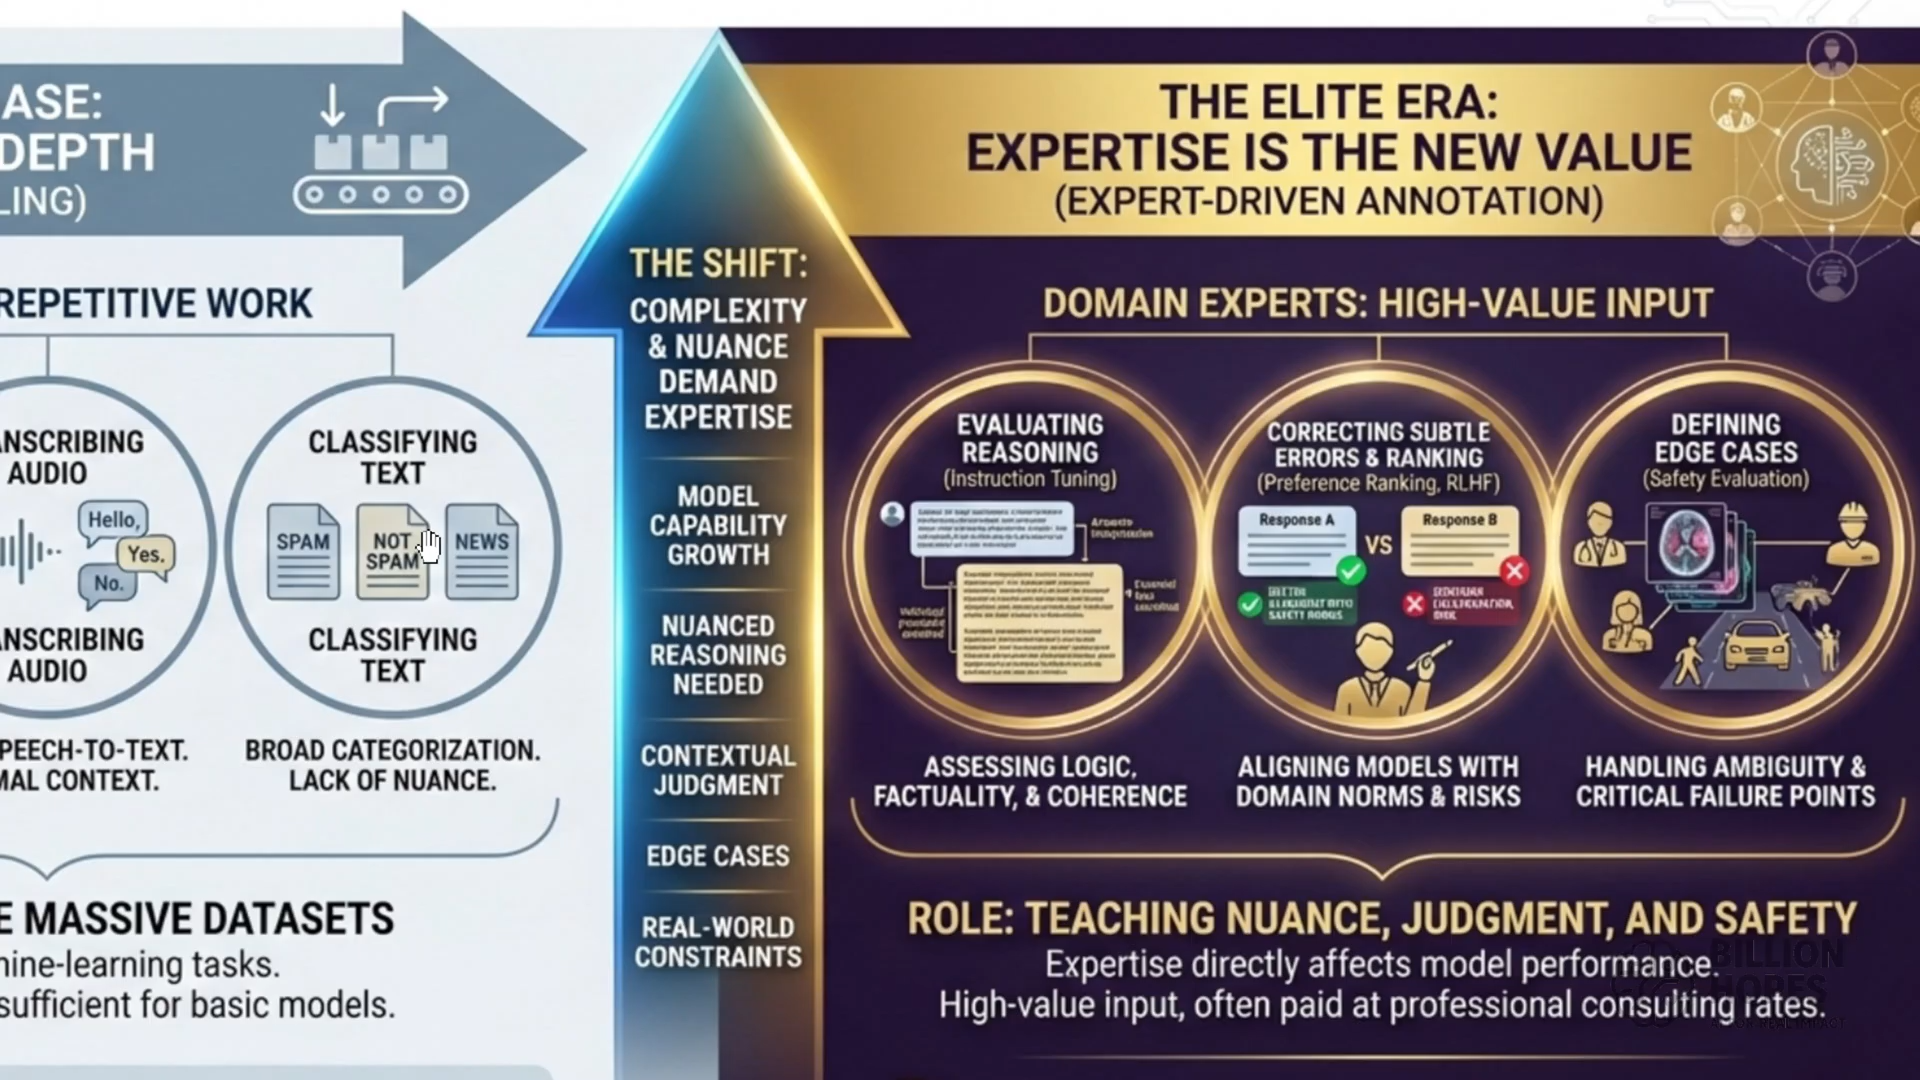 ASE:
DEPTH
LING)
REPETITIVE WORK
ANSCRIBING
AUDIO
Hello,
Yes.
No.
ANSCRIBING
AUDIO
PEECH-TO-TEXT.
MAL CONTEXT.
CLASSIFYING
TEXT
SPAM
NOT
SPAM
NEWS
CLASSIFYING
TEXT
BROAD CATEGORIZATION.
LACK OF NUANCE.
E MASSIVE DATASETS
hine-learning tasks.
sufficient for basic models.
THE SHIFT:
COMPLEXITY
& NUANCE
DEMAND
EXPERTISE
MODEL
CAPABILITY
GROWTH
NUANCED
REASONING
NEEDED
CONTEXTUAL
JUDGMENT
EDGE CASES
REAL-WORLD
CONSTRAINTS
THE ELITE ERA:
EXPERTISE IS THE NEW VALUE
(EXPERT-DRIVEN ANNOTATION)
DOMAIN EXPERTS: HIGH-VALUE INPUT
EVALUATING
REASONING
(Instruction Tuning)
ASSESSING LOGIC,
FACTUALITY, & COHERENCE
CORRECTING SUBTLE
ERRORS & RANKING
(Preference Ranking, RLHF)
Response A
VS
Response B
ALIGNING MODELS WITH
DOMAIN NORMS & RISKS
DEFINING
EDGE CASES
(Safety Evaluation)
HANDLING AMBIGUITY &
CRITICAL FAILURE POINTS
ROLE: TEACHING NUANCE, JUDGMENT, AND SAFETY
Expertise directly affects model performance.
High-value input, often paid at professional consulting rates.
BILLION
HOPES